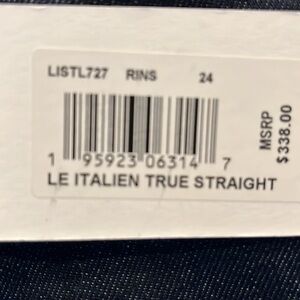 LISTL727 RINS 24
1 95923 06314 7
LE ITALIEN TRUE STRAIGHT
MSRP
$338.00